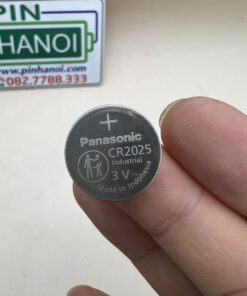 PIN
HANOI
www.pinhanoi.com
082.7788.333
+
Panasonic
CR2025
Industrial
3 V
Made in Indonesia